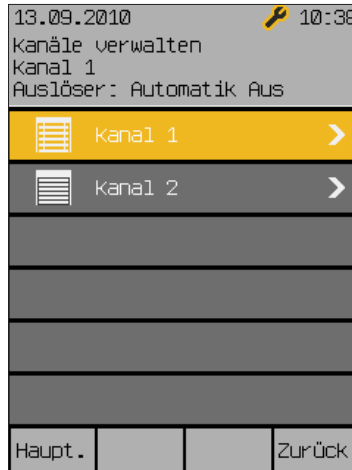 13.09.2010 10:38
Kanäle verwalten
Kanal 1
Auslöser: Automatik Aus
Kanal 1
Kanal 2
Haupt. Zurück